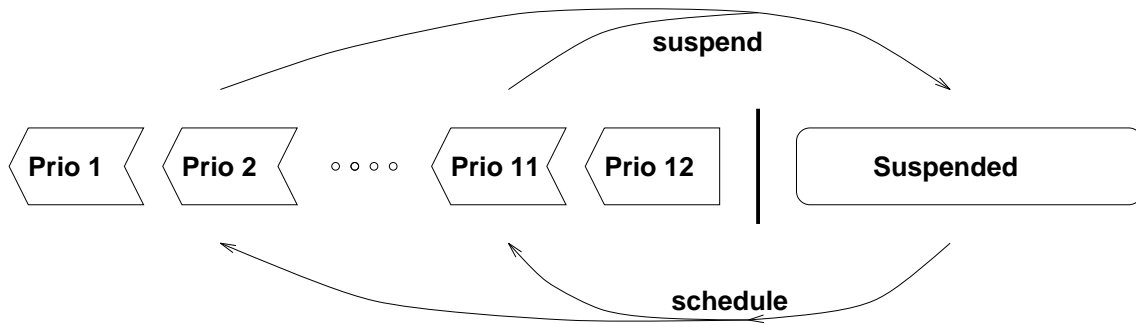 suspend
Prio 1
Prio 2
Prio 11
Prio 12
Suspended
schedule